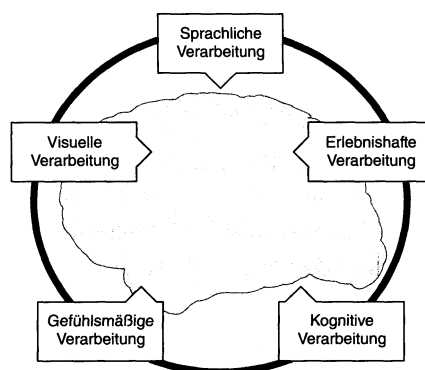 Sprachliche
Verarbeitung
Visuelle
Verarbeitung
Erlebnishafte
Verarbeitung
Gefühlsmäßige
Verarbeitung
Kognitive
Verarbeitung